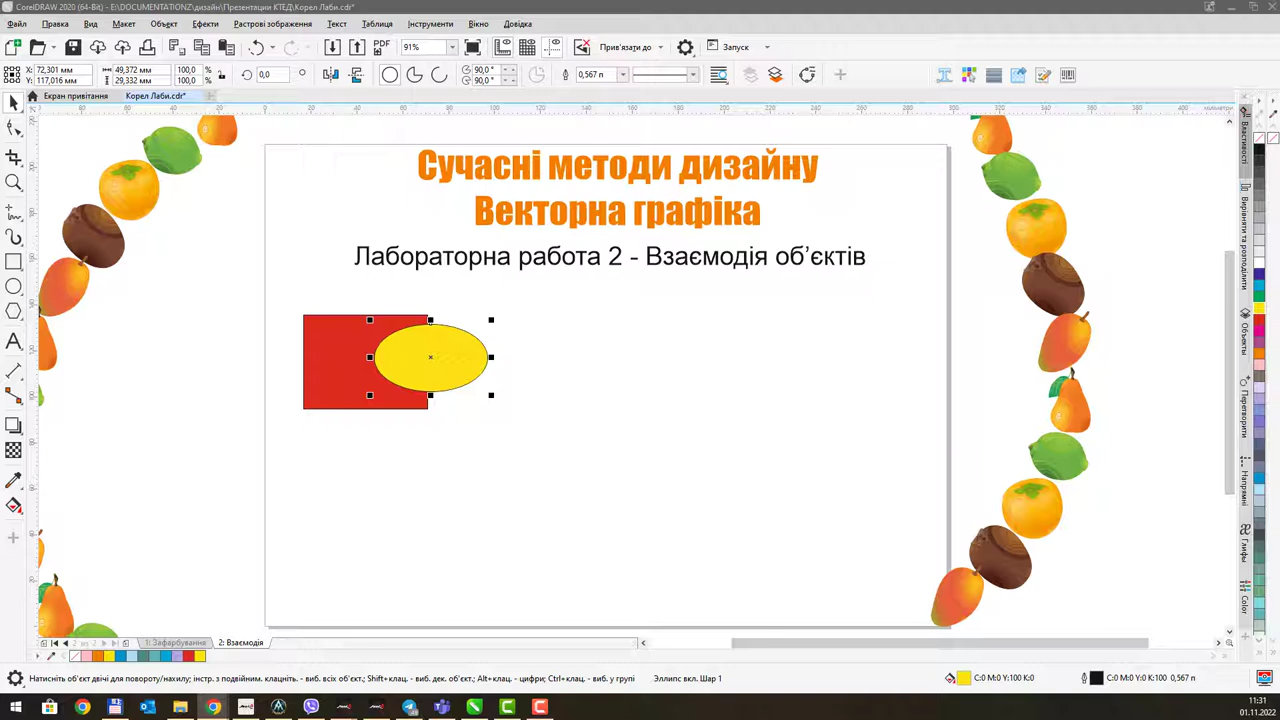 CorelDRAW 2020 (64-Bit) - E:\DOCUMENTATIONZ\дизайн\Презентации КТЕД\Корел Лаби.cdr*
Файл Правка Вид Макет Объект Ефекти Растрові зображення Текст Таблиця Інструменти Вікно Довідка
PDF 91% Прив'язати до Запуск
X: 72,301 мм 49,372 мм 100,0 % 0,0 ° 90,0 ° 0,567 п
Y: 117,016 мм 29,332 мм 100,0 % 90,0 °
Екран привітання Корел Лаби.cdr*
Сучасні методи дизайну
Векторна графіка
Лабораторна работа 2 - Взаємодія об’єктів
Властивості
Вирівняти та розподілити
Об'єкти
Перетворити
Напрямні
Глифы
Color
1: Зафарбування 2: Взаємодія
Натисніть об'єкт двічі для повороту/нахилу; інстр. з подвійним. клацніть. - виб. всіх об'єкт.; Shift+клац. - виб. дек. об'єкт.; Alt+клац. - цифри; Ctrl+клац. - виб. у групі Эллипс вкл. Шар 1 C:0 M:0 Y:100 K:0 C:0 M:0 Y:0 K:100 0,567 п
11:31
01.11.2022